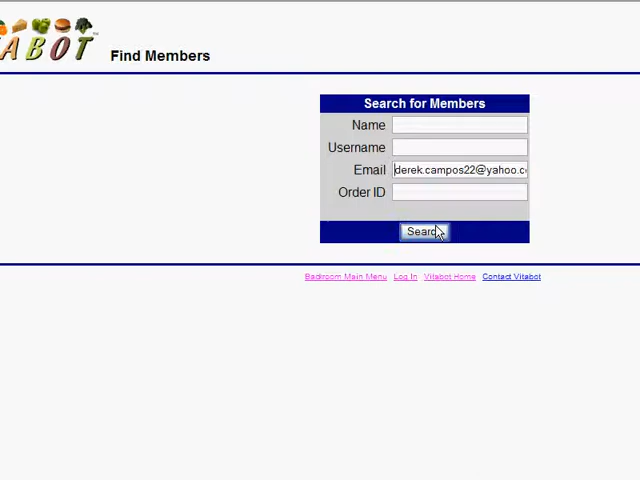 ABOT
Find Members
Search for Members
Name
Username
Email derek.campos22@yahoo.c
Order ID
Search
Backroom Main Menu Log In Vitabot Home Contact Vitabot